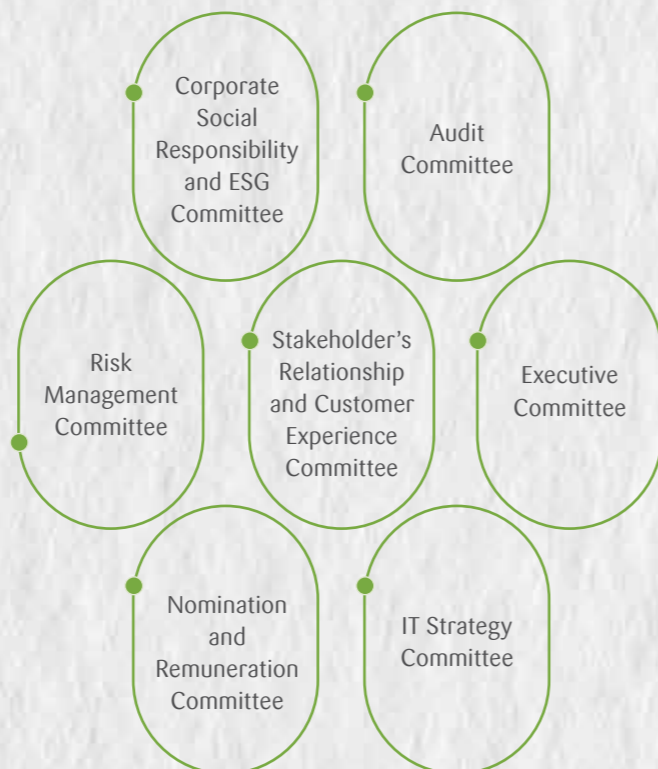 Corporate
Social
Responsibility
and ESG
Committee
Audit
Committee
Risk
Management
Committee
Stakeholder’s
Relationship
and Customer
Experience
Committee
Executive
Committee
Nomination
and
Remuneration
Committee
IT Strategy
Committee